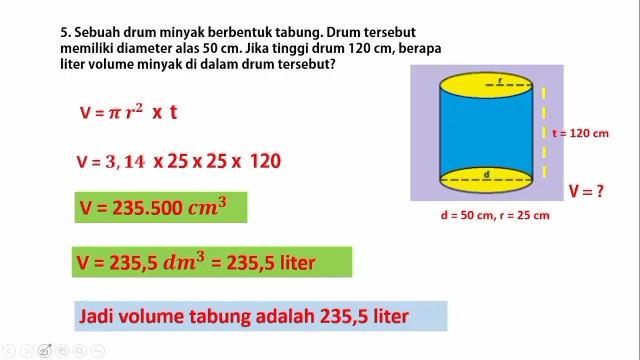 5. Sebuah drum minyak berbentuk tabung. Drum tersebut
memiliki diameter alas 50 cm. Jika tinggi drum 120 cm, berapa
liter volume minyak di dalam drum tersebut?
V = π r² x t
V = 3,14 x 25 x 25 x 120
V = 235.500 cm³
V = 235,5 dm³ = 235,5 liter
Jadi volume tabung adalah 235,5 liter
r
t = 120 cm
d
V = ?
d = 50 cm, r = 25 cm